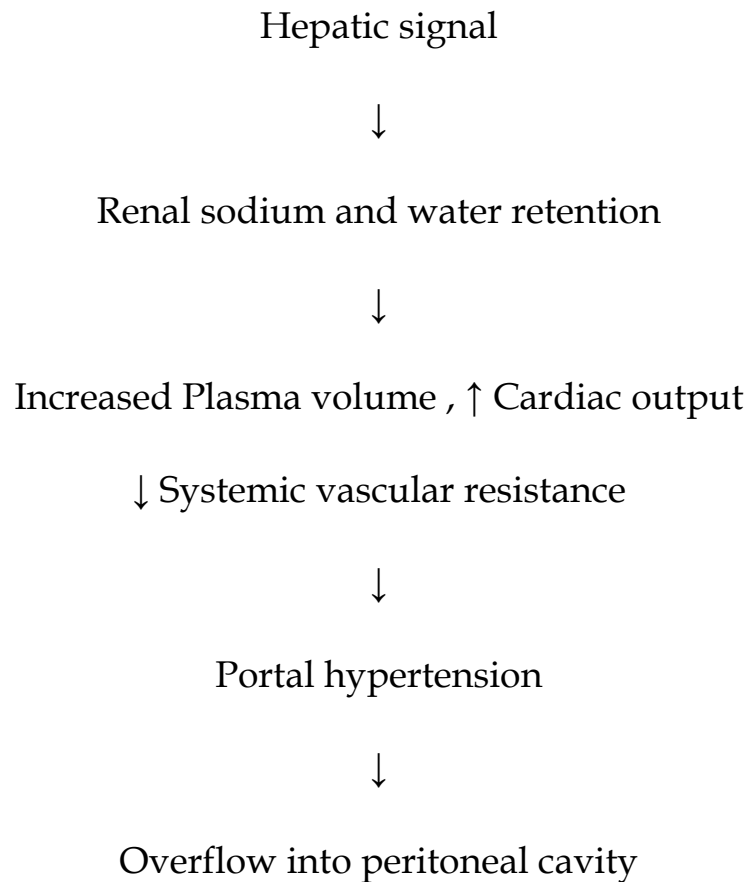 Hepatic signal
↓
Renal sodium and water retention
↓
Increased Plasma volume , ↑ Cardiac output
↓ Systemic vascular resistance
↓
Portal hypertension
↓
Overflow into peritoneal cavity